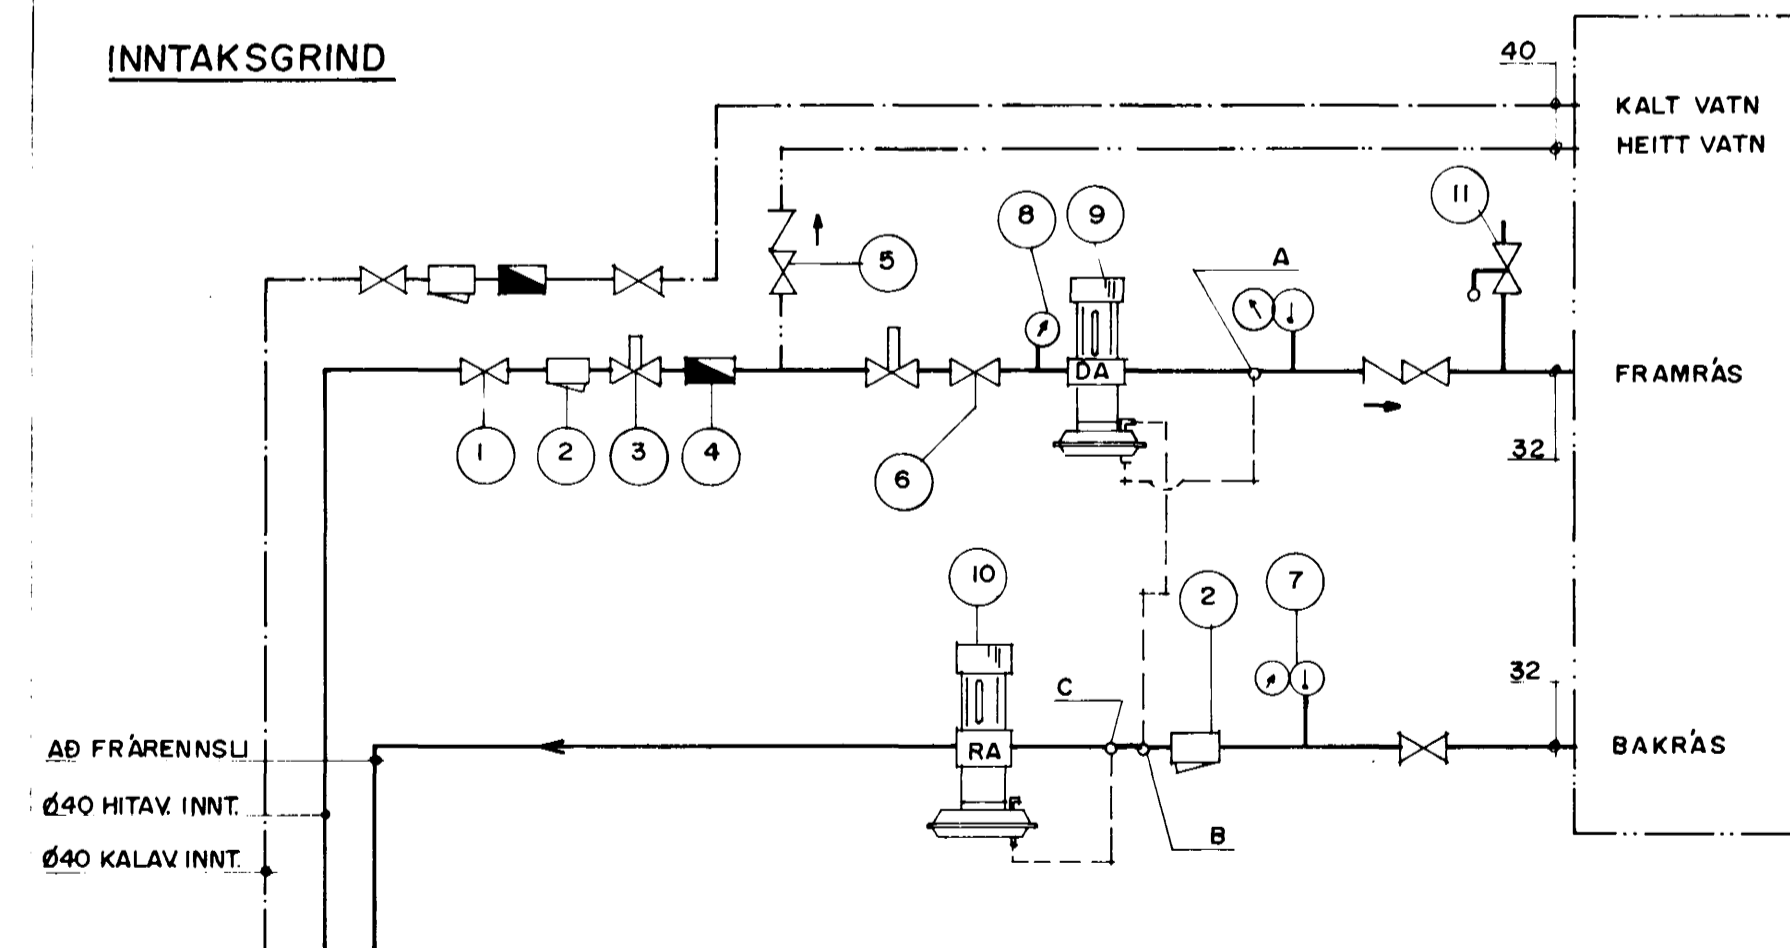 INNTAKSGRIND
40
KALT VATN
HEITT VATN
11
8
9
5
A
DA
FRAMRÁS
1
2
3
4
6
32
10
2
7
C
32
RA
B
BAKRÁS
AÐ FRÁRENNSLI
Ø40 HITAV. INNT.
Ø40 KALAV. INNT.